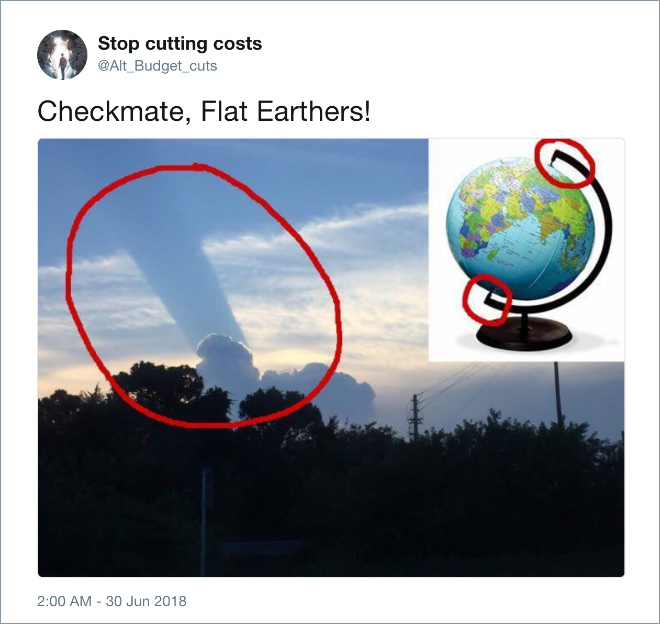 Stop cutting costs
@Alt_Budget_cuts
Checkmate, Flat Earthers!
2:00 AM - 30 Jun 2018